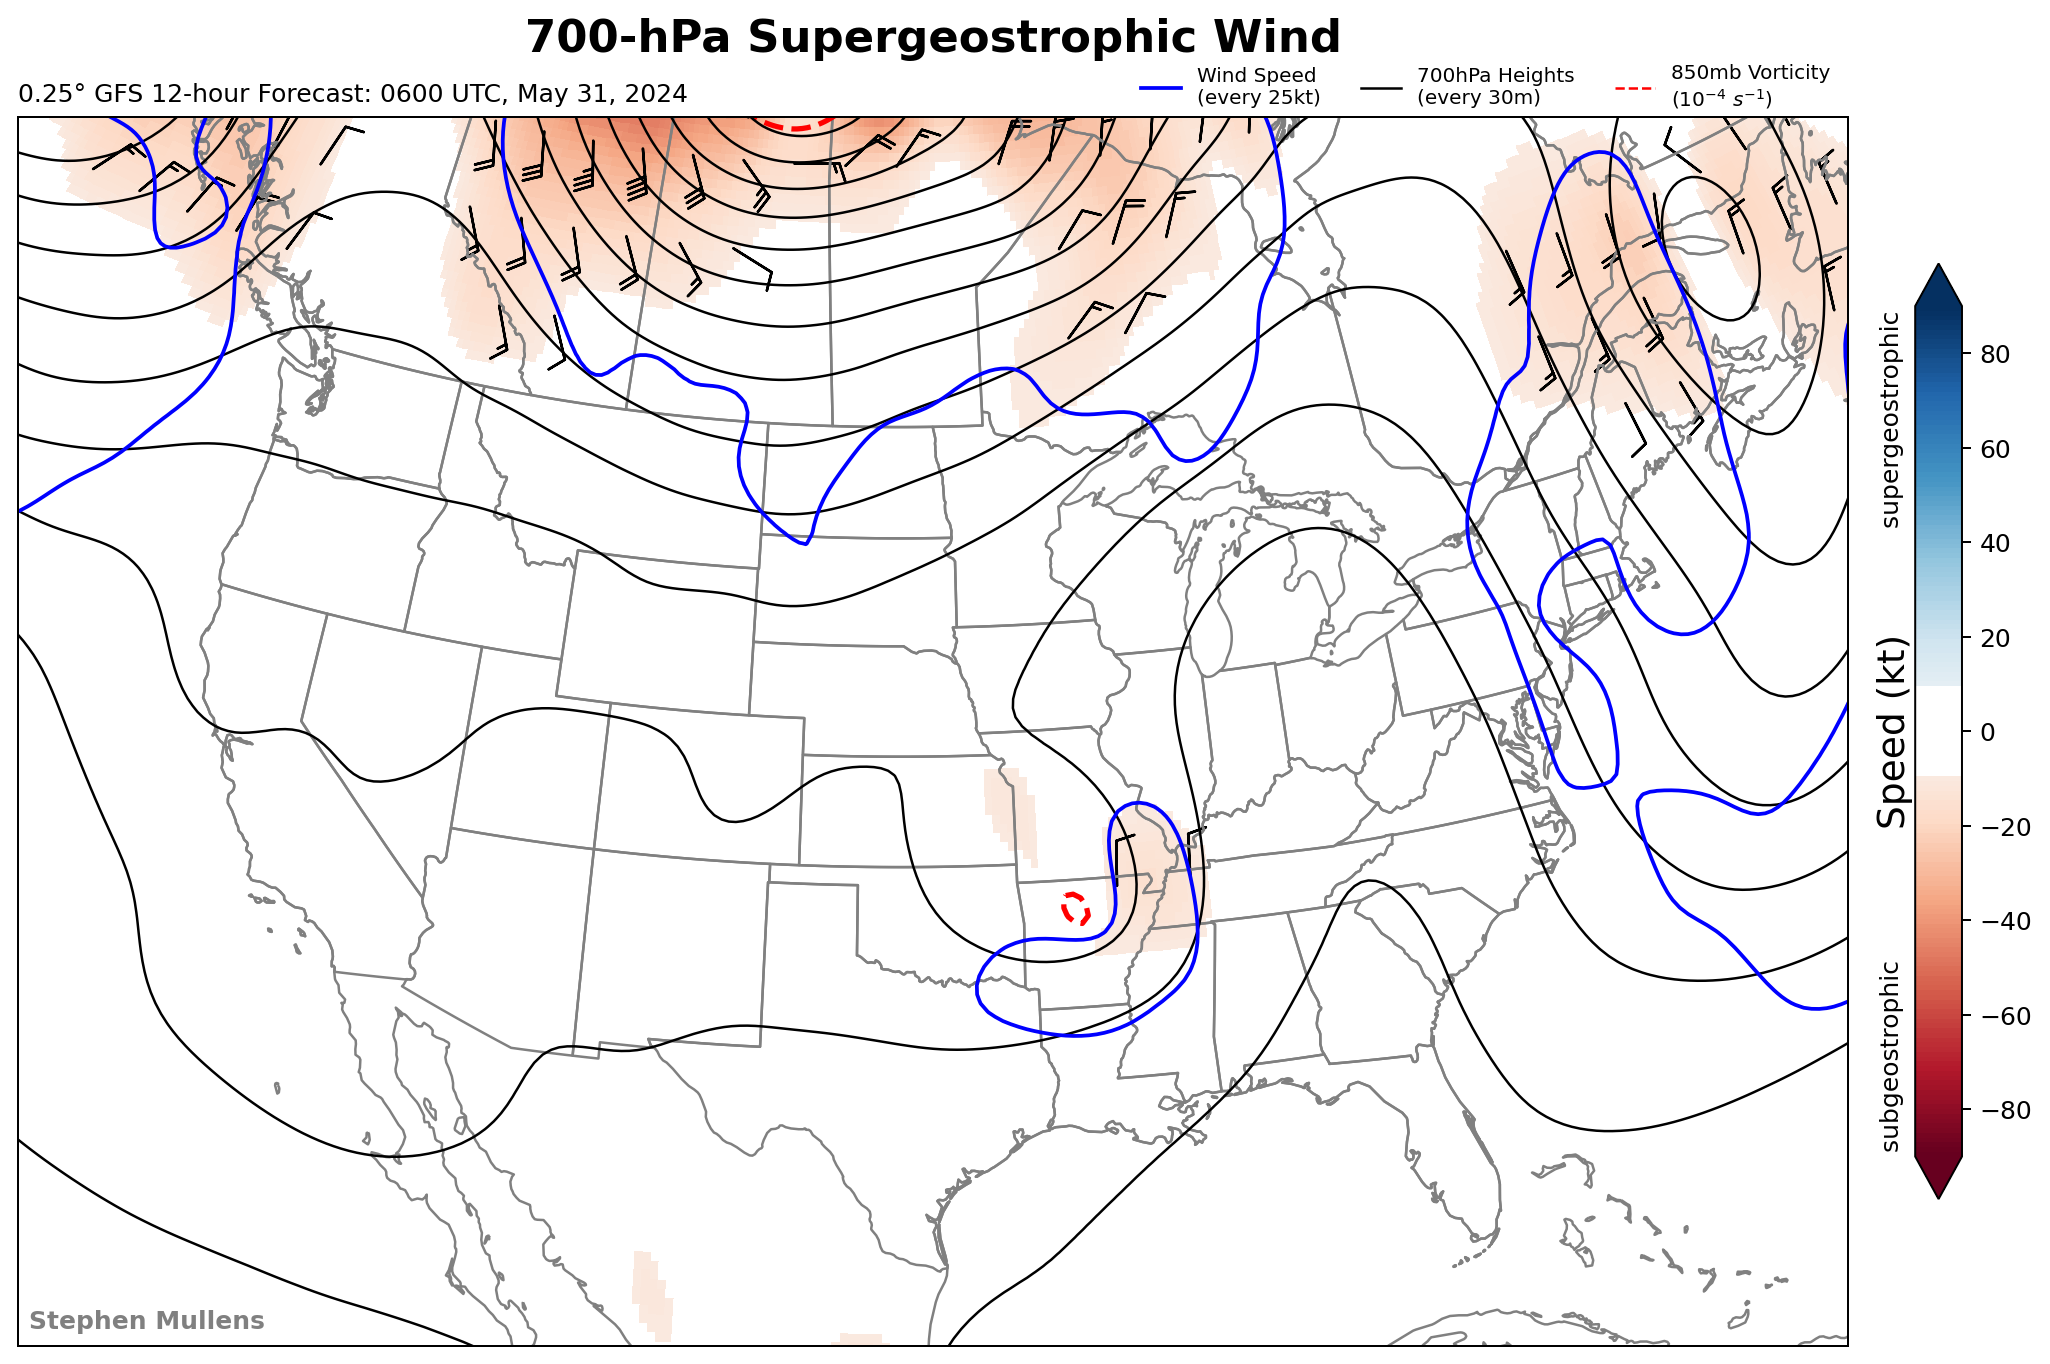 700-hPa Supergeostrophic Wind
0.25° GFS 12-hour Forecast: 0600 UTC, May 31, 2024
Wind Speed
(every 25kt)
700hPa Heights
(every 30m)
850mb Vorticity
(10⁻⁴ s⁻¹)
supergeostrophic
Speed (kt)
subgeostrophic
80
60
40
20
0
−20
−40
−60
−80
Stephen Mullens